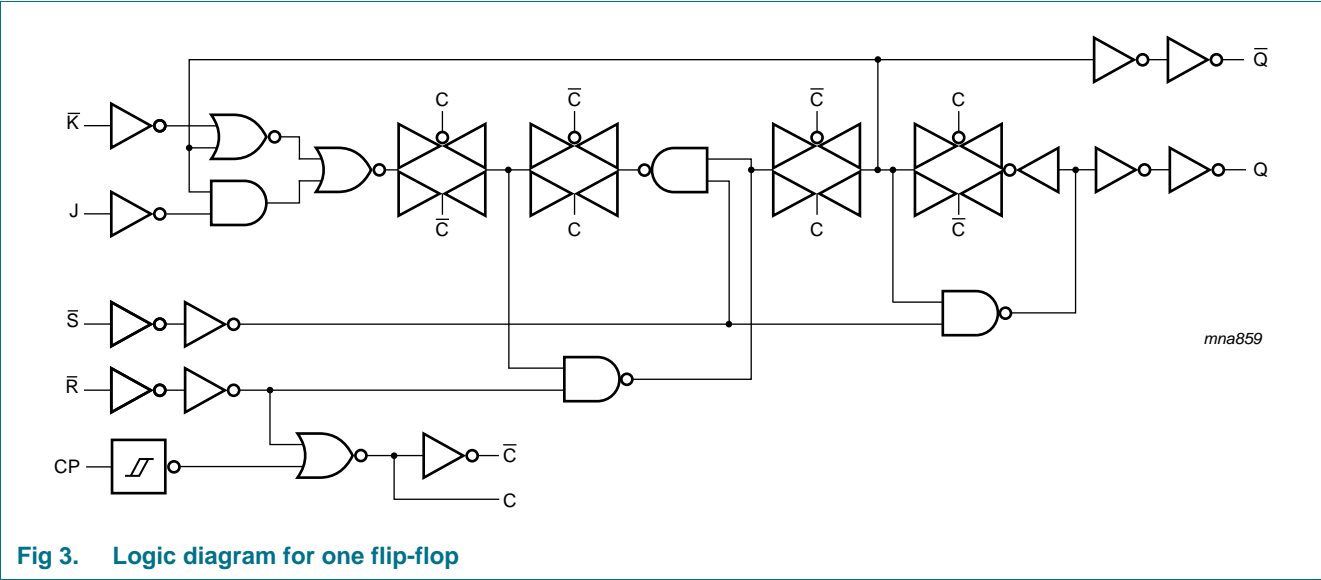 Q̅
K̅
C
C̅
C̅
C
Q
J
C̅
C
C
C̅
S̅
mna859
R̅
CP
C̅
C
Fig 3. Logic diagram for one flip-flop